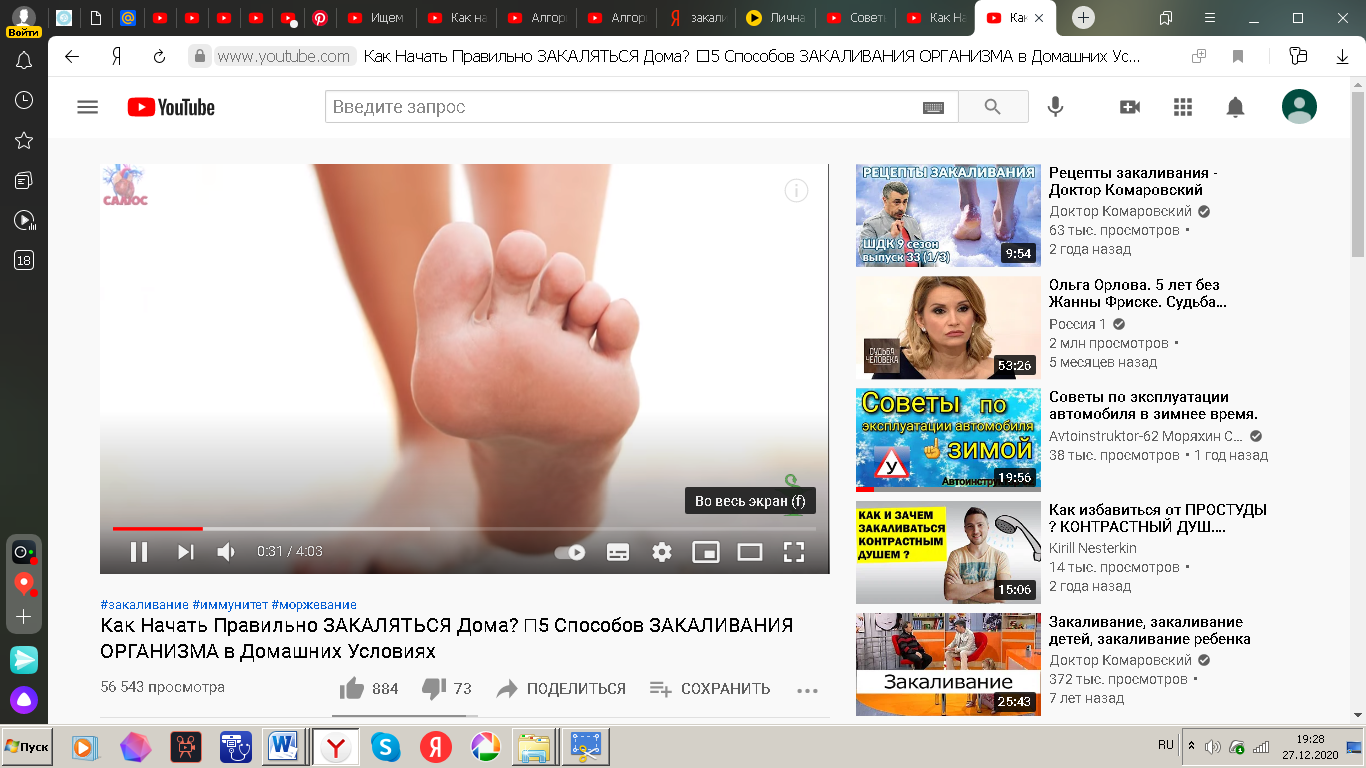 Войти
Ищем
Как на
Алгор
Алгор
закали
Лична
Советы
Как На
Как
www.youtube.com
Как Начать Правильно ЗАКАЛЯТЬСЯ Дома? 5 Способов ЗАКАЛИВАНИЯ ОРГАНИЗМА в Домашних Ус...
YouTube
Введите запрос
18
САЛЮС
Во весь экран (f)
0:31 / 4:03
#закаливание #иммунитет #моржевание
Как Начать Правильно ЗАКАЛЯТЬСЯ Дома? 5 Способов ЗАКАЛИВАНИЯ
ОРГАНИЗМА в Домашних Условиях
56 543 просмотра
884
73
ПОДЕЛИТЬСЯ
СОХРАНИТЬ
РЕЦЕПТЫ ЗАКАЛИВАНИЯ
ШДК 9 сезон
выпуск 33 (1/3)
9:54
Рецепты закаливания -
Доктор Комаровский
Доктор Комаровский
63 тыс. просмотров •
2 года назад
СУДЬБА
ЧЕЛОВЕКА
53:26
Ольга Орлова. 5 лет без
Жанны Фриске. Судьба...
Россия 1
2 млн просмотров •
5 месяцев назад
Советы по
эксплуатации автомобиля
ЗИМОЙ
У
Автоинстру
19:56
Советы по эксплуатации
автомобиля в зимнее время.
Avtoinstruktor-62 Моряхин С...
38 тыс. просмотров • 1 год назад
КАК И ЗАЧЕМ
ЗАКАЛИВАТЬСЯ
КОНТРАСТНЫМ
ДУШЕМ ?
15:06
Как избавиться от ПРОСТУДЫ
? КОНТРАСТНЫЙ ДУШ....
Kirill Nesterkin
14 тыс. просмотров •
2 года назад
Закаливание
25:43
Закаливание, закаливание
детей, закаливание ребенка
Доктор Комаровский
372 тыс. просмотров •
7 лет назад
Пуск
RU
19:28
27.12.2020